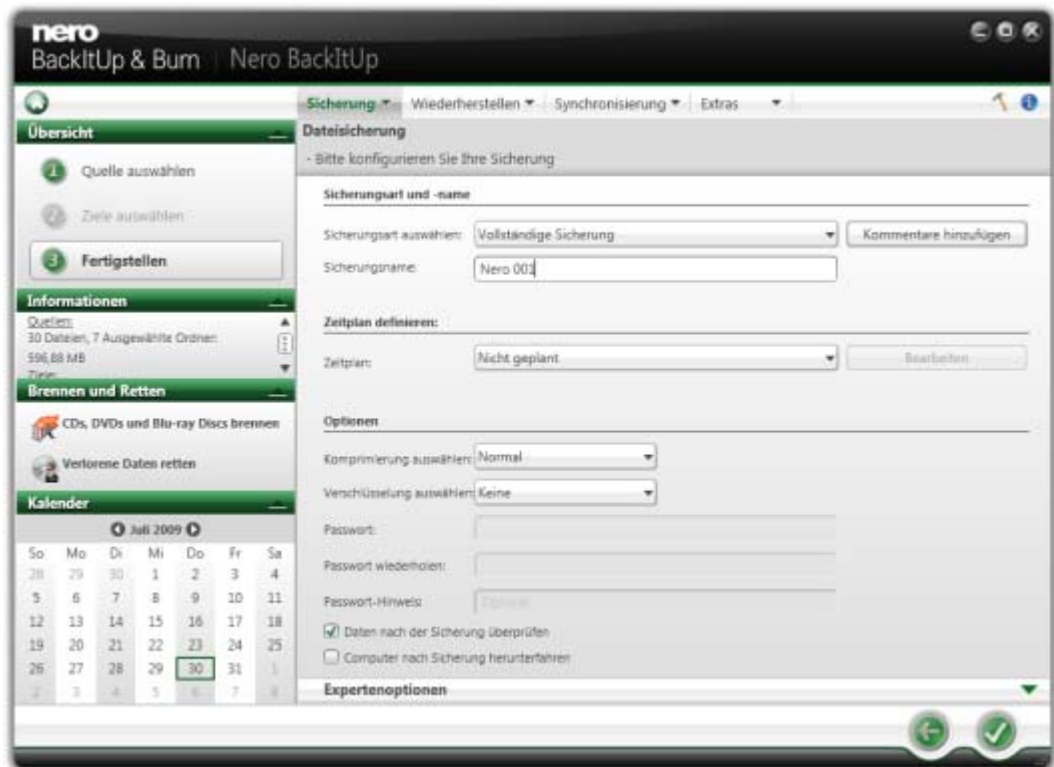 nero
BackItUp & Burn | Nero BackItUp
Sicherung Wiederherstellen Synchronisierung Extras
Übersicht
1 Quelle auswählen
2 Ziele auswählen
3 Fertigstellen
Informationen
Quellen:
30 Dateien, 7 Ausgewählte Ordner:
596,88 MB
Ziele:
Brennen und Retten
CDs, DVDs und Blu-ray Discs brennen
Verlorene Daten retten
Kalender
Juli 2009
So Mo Di Mi Do Fr Sa
28 29 30 1 2 3 4
5 6 7 8 9 10 11
12 13 14 15 16 17 18
19 20 21 22 23 24 25
26 27 28 29 30 31 1
2 3 4 5 6 7 8
Dateisicherung
- Bitte konfigurieren Sie Ihre Sicherung
Sicherungsart und -name
Sicherungsart auswählen: Vollständige Sicherung Kommentare hinzufügen
Sicherungsname: Nero 001
Zeitplan definieren:
Zeitplan: Nicht geplant Bearbeiten
Optionen
Komprimierung auswählen: Normal
Verschlüsselung auswählen: Keine
Passwort:
Passwort wiederholen:
Passwort-Hinweis: Optional
Daten nach der Sicherung überprüfen
Computer nach Sicherung herunterfahren
Expertenoptionen